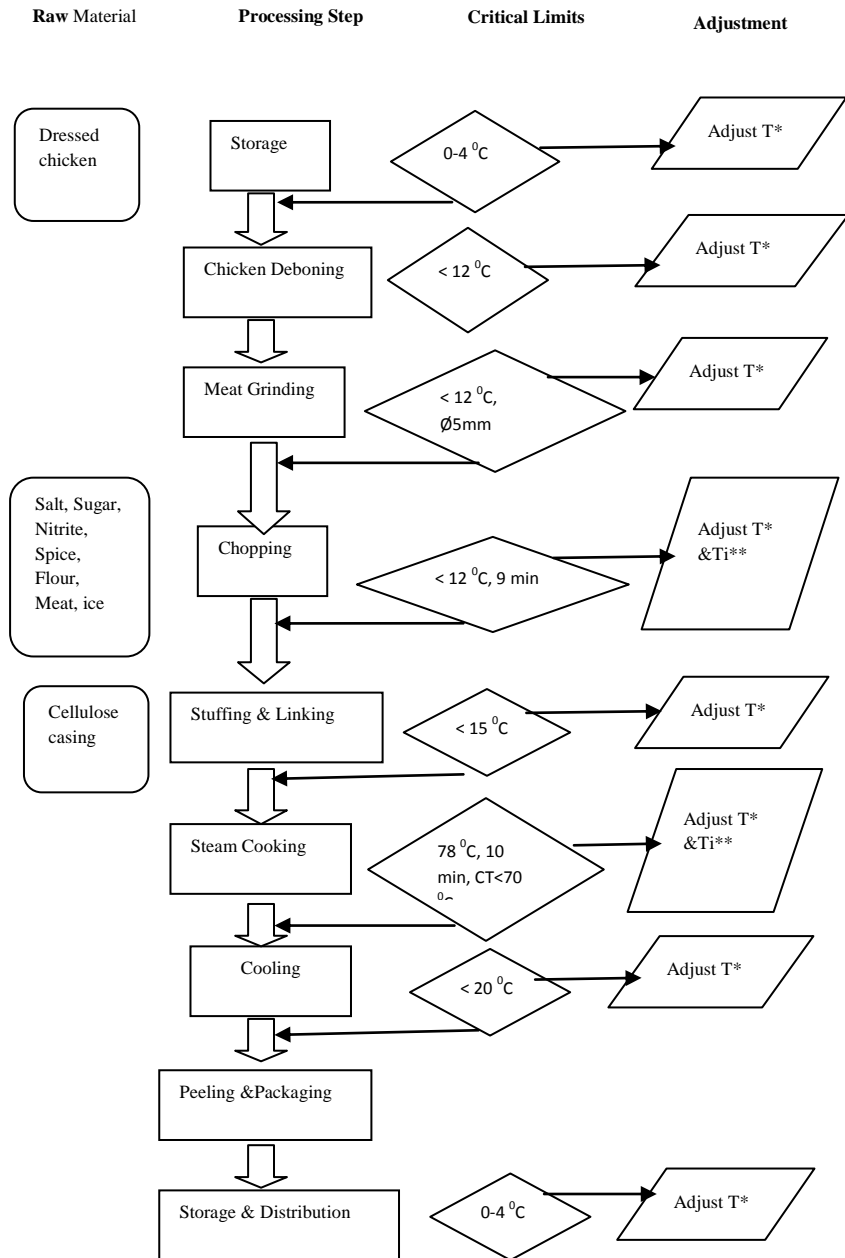 Raw Material
Processing Step
Critical Limits
Adjustment
Dressed
chicken
Storage
0-4 ⁰C
Adjust T*
Chicken Deboning
< 12 ⁰C
Adjust T*
Meat Grinding
< 12 ⁰C,
Ø5mm
Adjust T*
Salt, Sugar,
Nitrite,
Spice,
Flour,
Meat, ice
Chopping
< 12 ⁰C, 9 min
Adjust T*
&Ti**
Cellulose
casing
Stuffing & Linking
< 15 ⁰C
Adjust T*
Steam Cooking
78 ⁰C, 10
min, CT<70
Adjust T*
&Ti**
Cooling
< 20 ⁰C
Adjust T*
Peeling &Packaging
Storage & Distribution
0-4 ⁰C
Adjust T*